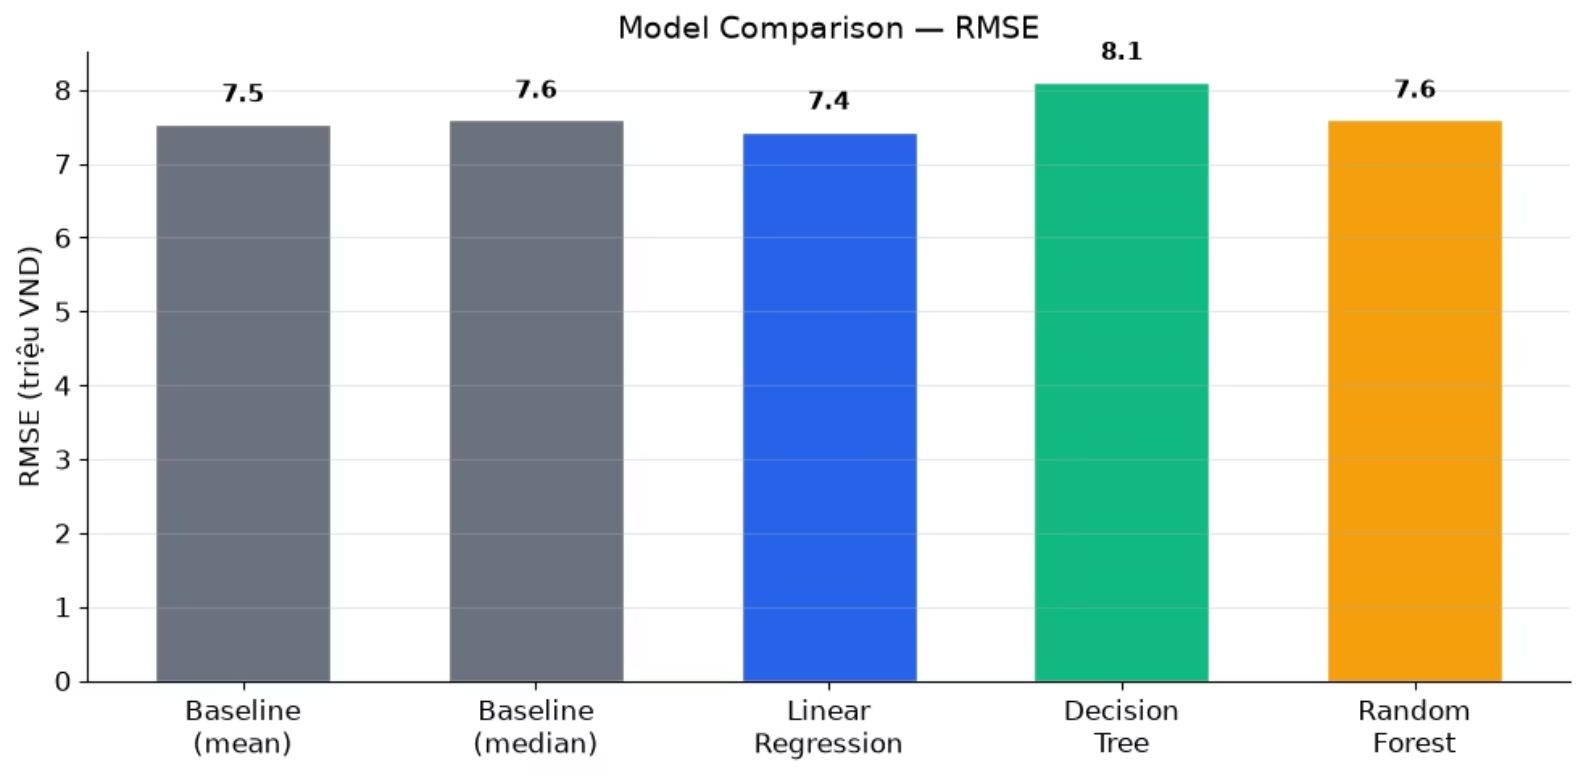 Model Comparison — RMSE
7.5
7.6
7.4
8.1
7.6
RMSE (triệu VND)
8
7
6
5
4
3
2
1
0
Baseline
(mean)
Baseline
(median)
Linear
Regression
Decision
Tree
Random
Forest